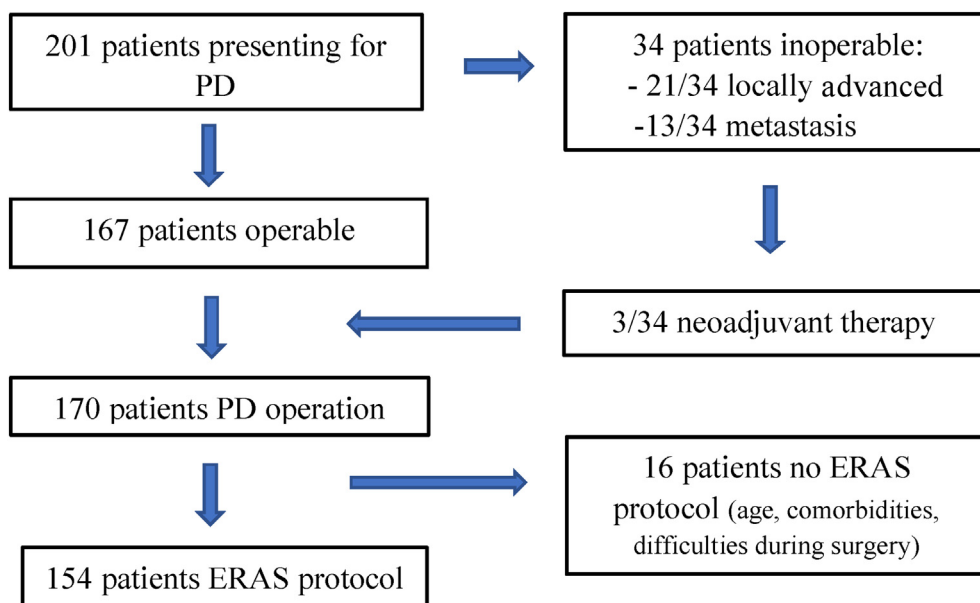 201 patients presenting for
PD
34 patients inoperable:
- 21/34 locally advanced
-13/34 metastasis
167 patients operable
3/34 neoadjuvant therapy
170 patients PD operation
16 patients no ERAS
protocol (age, comorbidities,
difficulties during surgery)
154 patients ERAS protocol